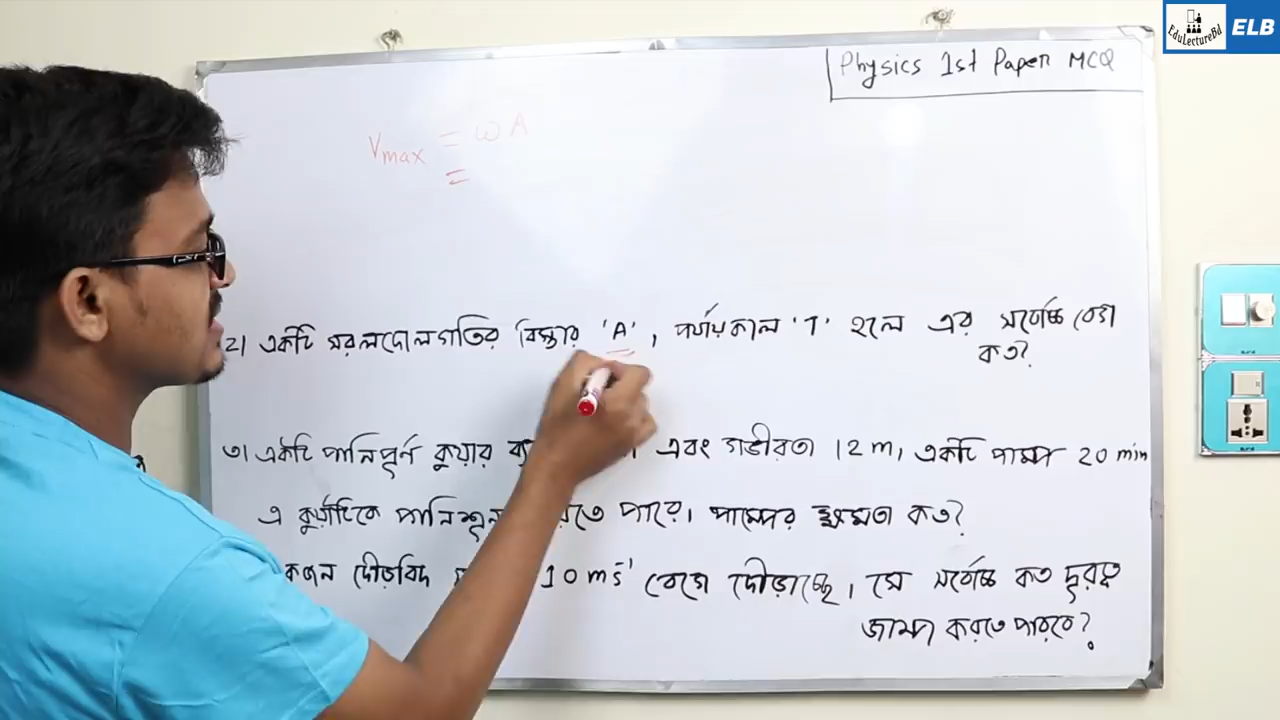 EduLectureBd ELB
Physics 1st Paper MCQ
Vmax = ωA
=
২) একটি সরলদোলগতির বিস্তার 'A', পর্যায়কাল 'T' হলে এর সর্বোচ্চ বেগ
কত?
৩) একটি পানিপূর্ণ কুয়ার এবং গভীরতা 12 m, একটি পাম্প 20 min
এ কুয়াটিকে পারে। পাম্পের ক্ষমতা কত?
দৌড়বিদ 10 ms⁻¹ বেগে দৌড়াচ্ছে, সে সর্বোচ্চ কত দূরত্ব
জাম্প করতে পারবে?